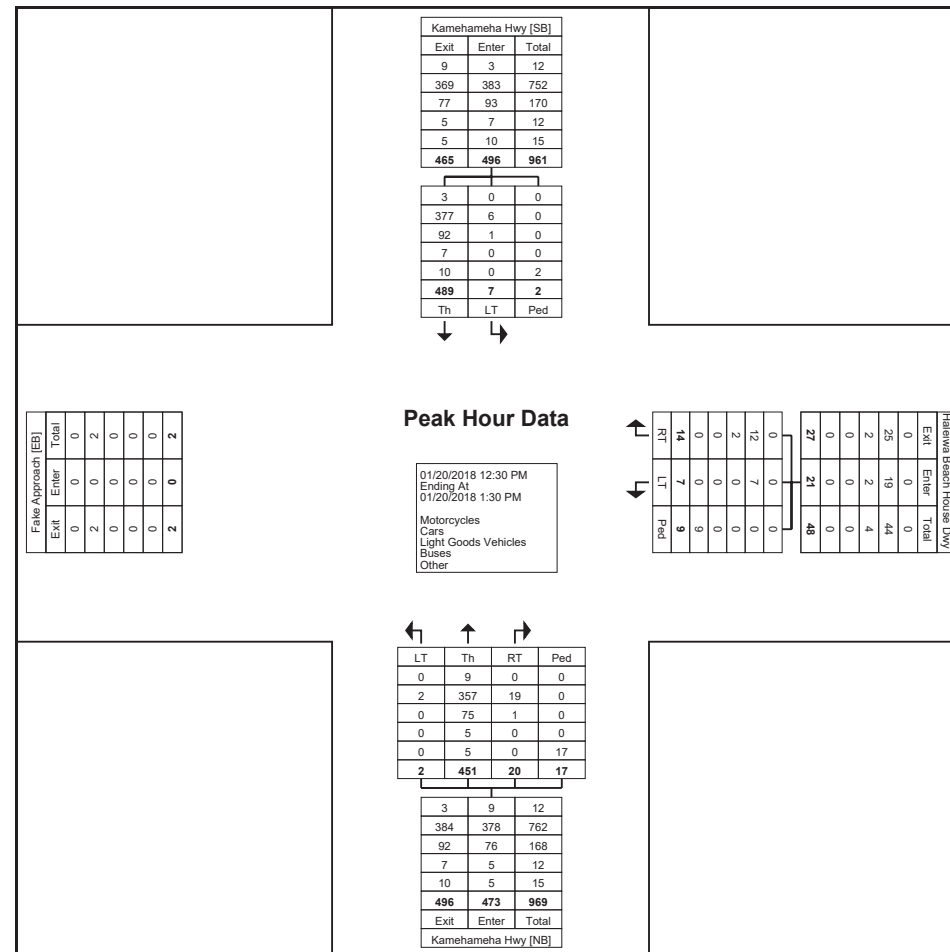 Kamehameha Hwy [SB]
Exit Enter Total
9 3 12
369 383 752
77 93 170
5 7 12
5 10 15
465 496 961
3 0 0
377 6 0
92 1 0
7 0 0
10 0 2
489 7 2
Th LT Ped
Fake Approach [EB]
Total 0 2 0 0 0 2
Enter 0 0 0 0 0 0
Exit 0 2 0 0 0 2
Peak Hour Data
01/20/2018 12:30 PM
Ending At
01/20/2018 1:30 PM
Motorcycles
Cars
Light Goods Vehicles
Buses
Other
RT 14 0 0 2 12 0
LT 7 0 0 0 7 0
Ped 9 9 0 0 0 0
27 0 0 2 25 0 Exit
21 0 0 2 19 0 Enter
48 0 0 4 44 0 Total
Haleiwa Beach House Dwy
LT Th RT Ped
0 9 0 0
2 357 19 0
0 75 1 0
0 5 0 0
0 5 0 17
2 451 20 17
3 9 12
384 378 762
92 76 168
7 5 12
10 5 15
496 473 969
Exit Enter Total
Kamehameha Hwy [NB]